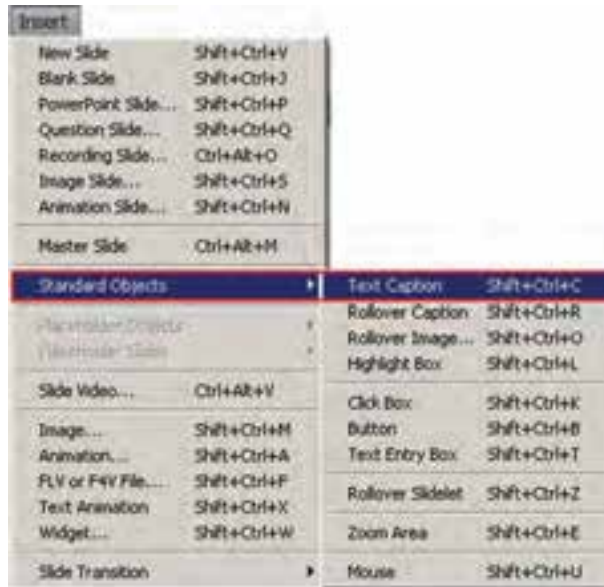 Insert
New Slide Shift+Ctrl+V
Blank Slide Shift+Ctrl+J
PowerPoint Slide... Shift+Ctrl+P
Question Slide... Shift+Ctrl+Q
Recording Slide... Ctrl+Alt+O
Image Slide... Shift+Ctrl+S
Animation Slide... Shift+Ctrl+N
Master Slide Ctrl+Alt+M
Standard Objects
Placeholder Objects
Placeholder Slides
Slide Video... Ctrl+Alt+V
Image... Shift+Ctrl+M
Animation... Shift+Ctrl+A
FLV or F4V File... Shift+Ctrl+F
Text Animation Shift+Ctrl+X
Widget... Shift+Ctrl+W
Slide Transition
Text Caption Shift+Ctrl+C
Rollover Caption Shift+Ctrl+R
Rollover Image... Shift+Ctrl+O
Highlight Box Shift+Ctrl+L
Click Box Shift+Ctrl+K
Button Shift+Ctrl+B
Text Entry Box Shift+Ctrl+T
Rollover Slidelet Shift+Ctrl+Z
Zoom Area Shift+Ctrl+E
Mouse Shift+Ctrl+U